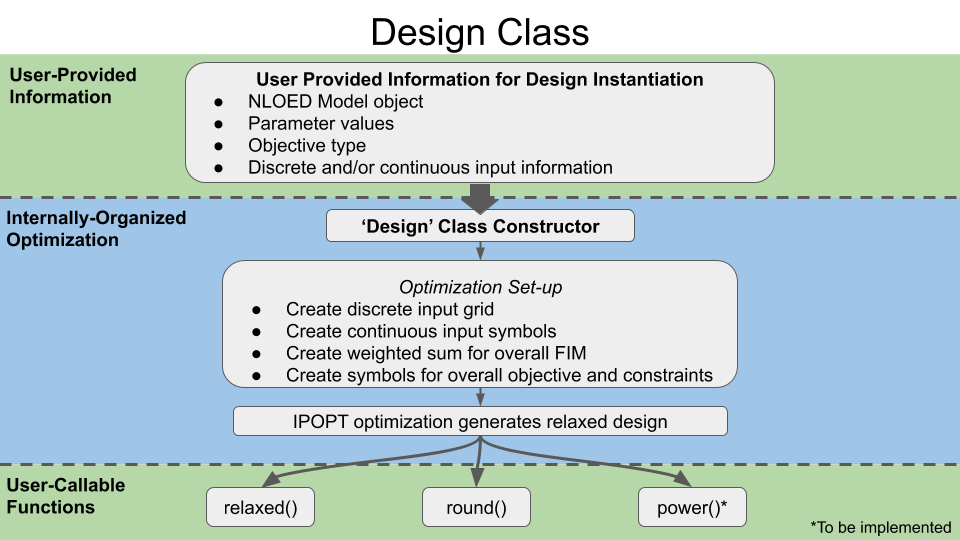 Design Class
User-Provided
Information
User Provided Information for Design Instantiation
● NLOED Model object
● Parameter values
● Objective type
● Discrete and/or continuous input information
Internally-Organized
Optimization
‘Design’ Class Constructor
Optimization Set-up
● Create discrete input grid
● Create continuous input symbols
● Create weighted sum for overall FIM
● Create symbols for overall objective and constraints
IPOPT optimization generates relaxed design
User-Callable
Functions
relaxed()
round()
power()*
*To be implemented